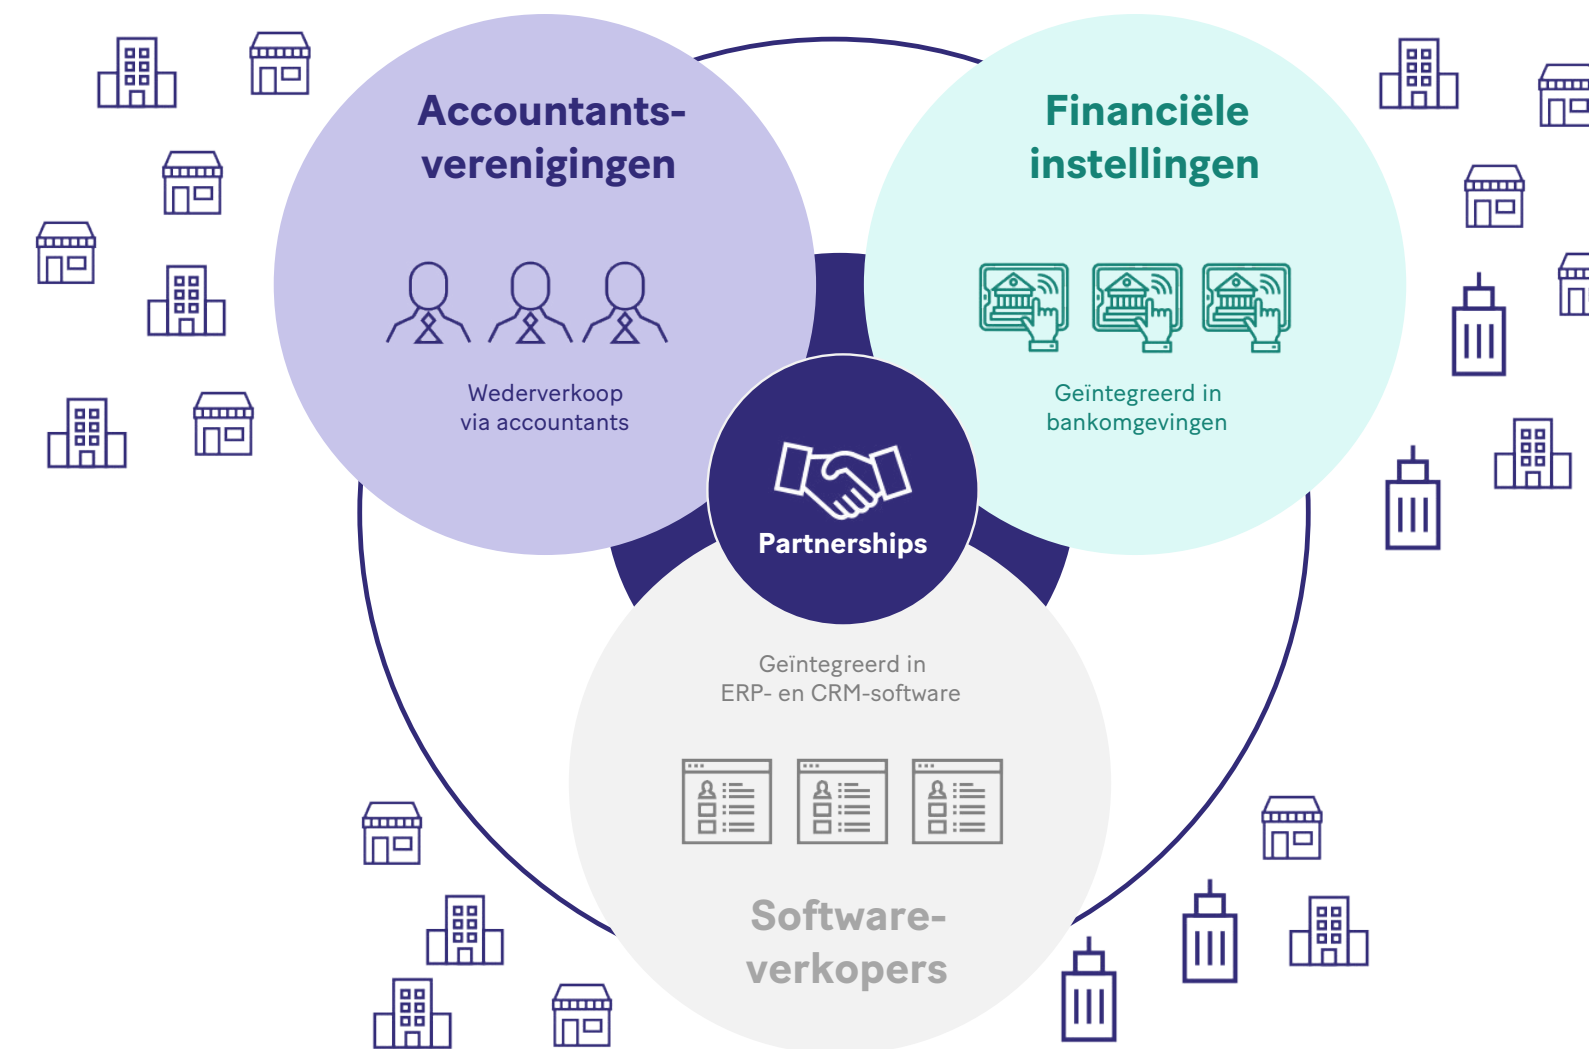 Accountants-
verenigingen
Wederverkoop
via accountants
Financiële
instellingen
Geïntegreerd in
bankomgevingen
Partnerships
Geïntegreerd in
ERP- en CRM-software
Software-
verkopers